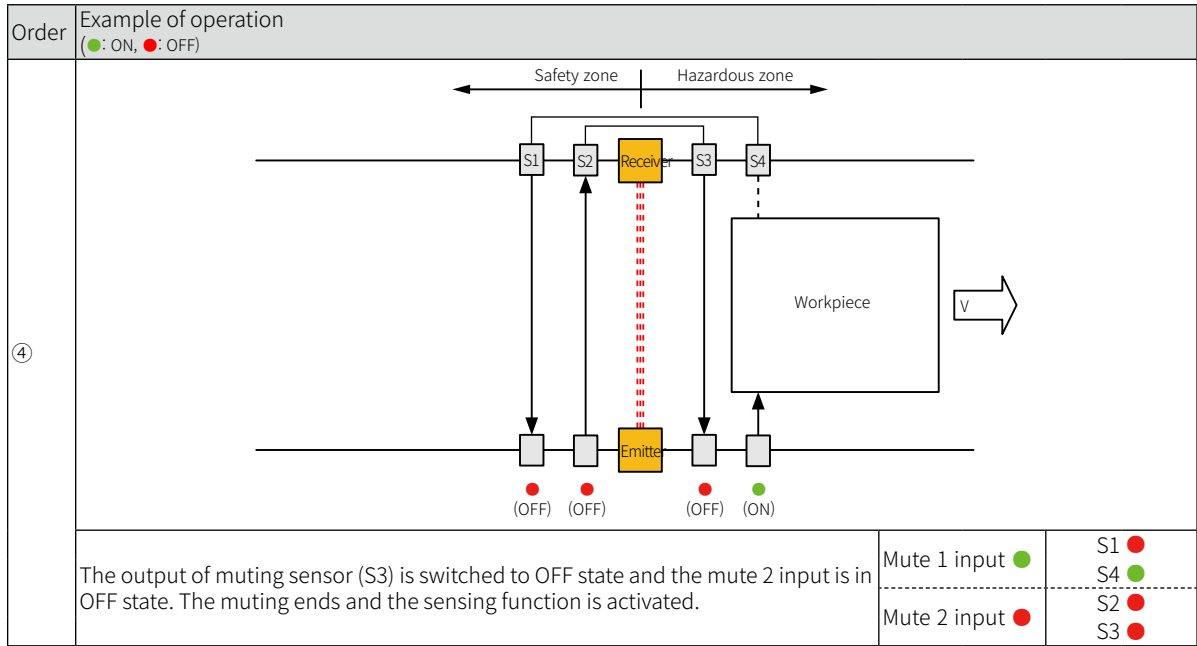 Order
Example of operation
(●: ON, ●: OFF)
④
Safety zone
Hazardous zone
S1
S2
Receiver
S3
S4
Workpiece
V
Emitter
(OFF)
(OFF)
(OFF)
(ON)
The output of muting sensor (S3) is switched to OFF state and the mute 2 input is in
OFF state. The muting ends and the sensing function is activated.
Mute 1 input ●
S1 ●
S4 ●
Mute 2 input ●
S2 ●
S3 ●